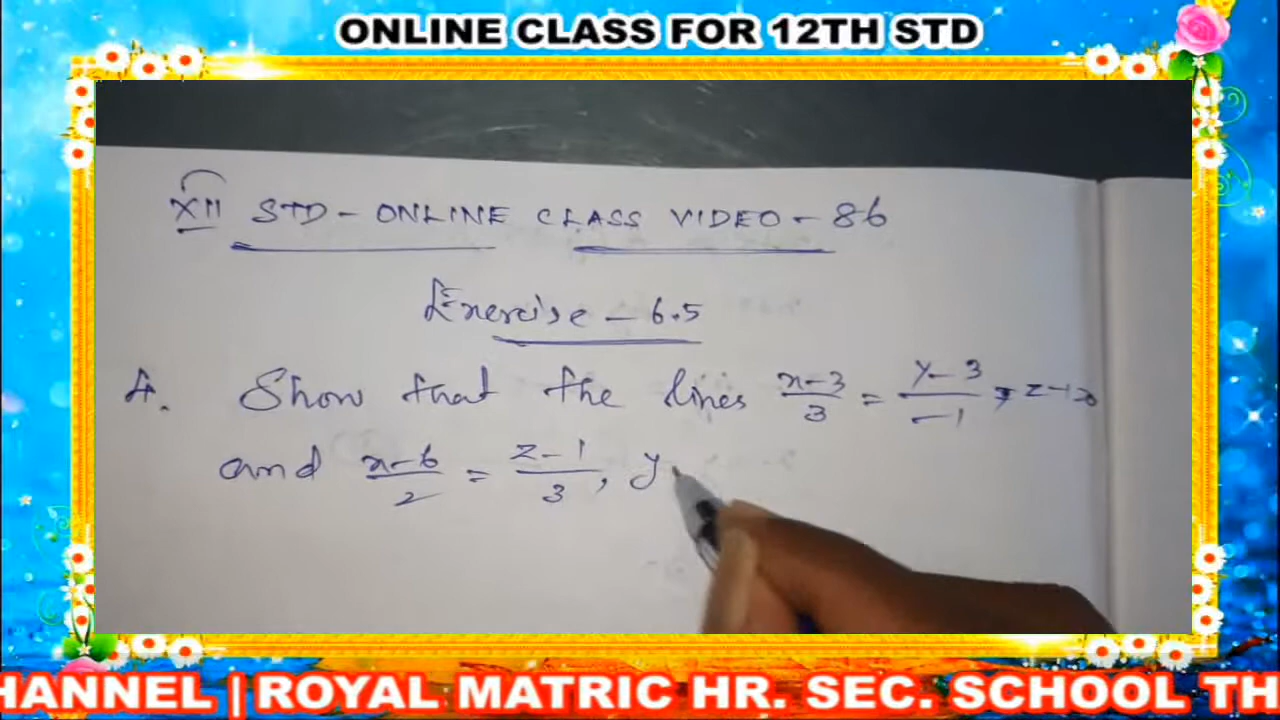 ONLINE CLASS FOR 12TH STD
XII STD - ONLINE CLASS VIDEO - 86
Exercise - 6.5
4. Show that the lines x-3/3 = y-3/-1, z-1=0
and x-6/2 = z-1/3, y
HANNEL | ROYAL MATRIC HR. SEC. SCHOOL TH